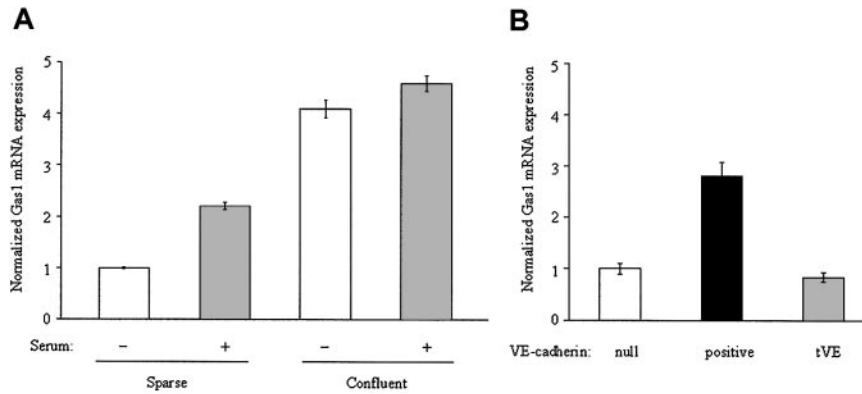 A
Normalized Gas1 mRNA expression
5
4
3
2
1
0
Serum: – + – +
Sparse Confluent
B
Normalized Gas1 mRNA expression
5
4
3
2
1
0
VE-cadherin: null positive tVE